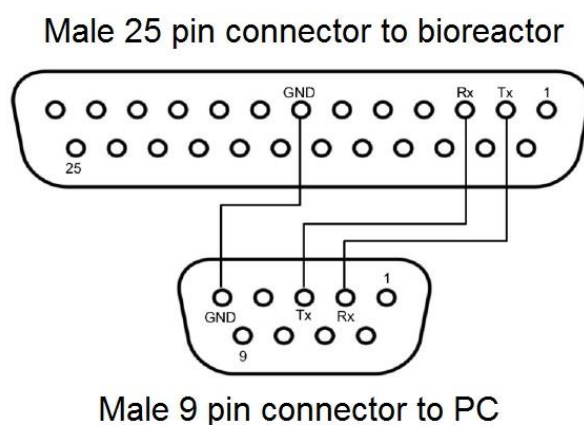 Male 25 pin connector to bioreactor
GND Rx Tx 1
25
1
GND Tx Rx
9
Male 9 pin connector to PC